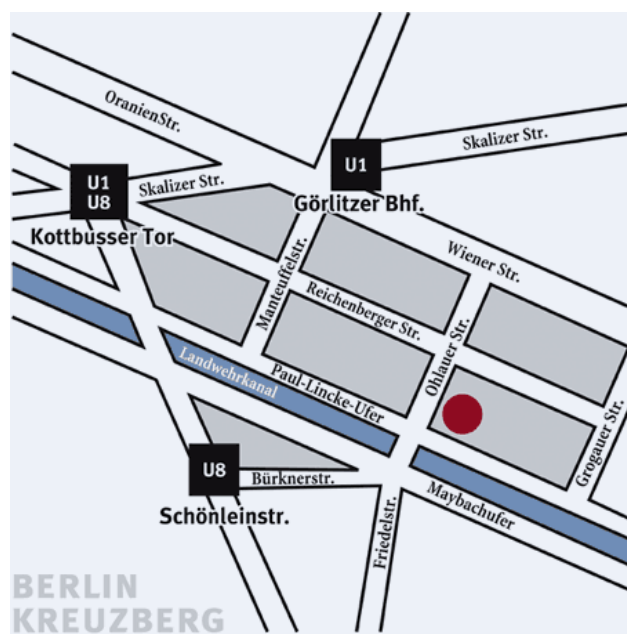 OranienStr.
Skalizer Str.
U1
U1
U8
Skalizer Str.
Görlitzer Bhf.
Kottbusser Tor
Wiener Str.
Manteuffelstr.
Reichenberger Str.
Ohlauer Str.
Landwehrkanal
Paul-Lincke-Ufer
Grogauer Str.
U8
Bürknerstr.
Maybachufer
Schönleinstr.
Friedelstr.
BERLIN
KREUZBERG